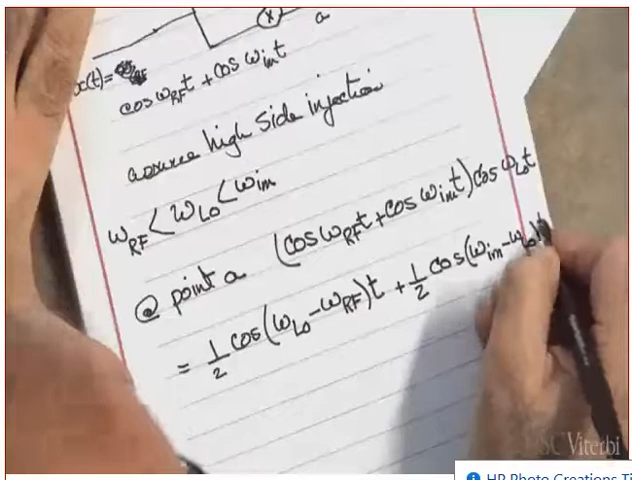 x
a
x(t)=
cos ω_RF t + cos ω_im t
assume high side injection
ω_RF < ω_LO < ω_im
@ point a (cos ω_RF t + cos ω_im t) cos ω_LO t
= 1/2 cos(ω_LO - ω_RF)t + 1/2 cos(ω_im - ω_LO)t
SC Viterbi
HP Photo Creations Ti